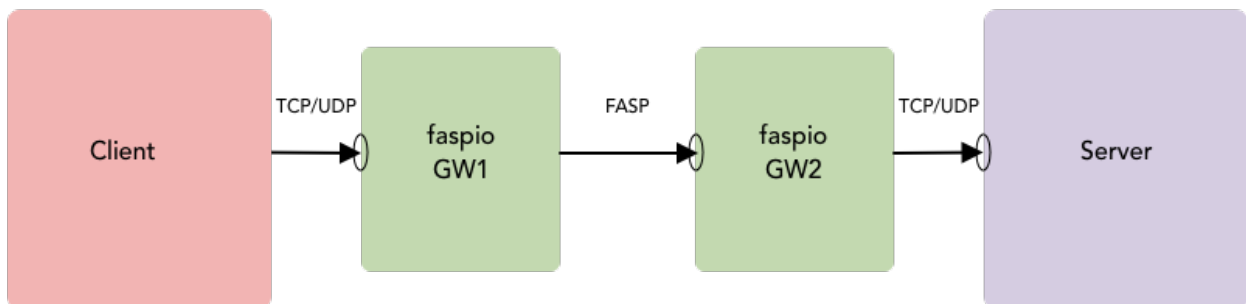 TCP/UDP
FASP
TCP/UDP
Client
faspio
GW1
faspio
GW2
Server